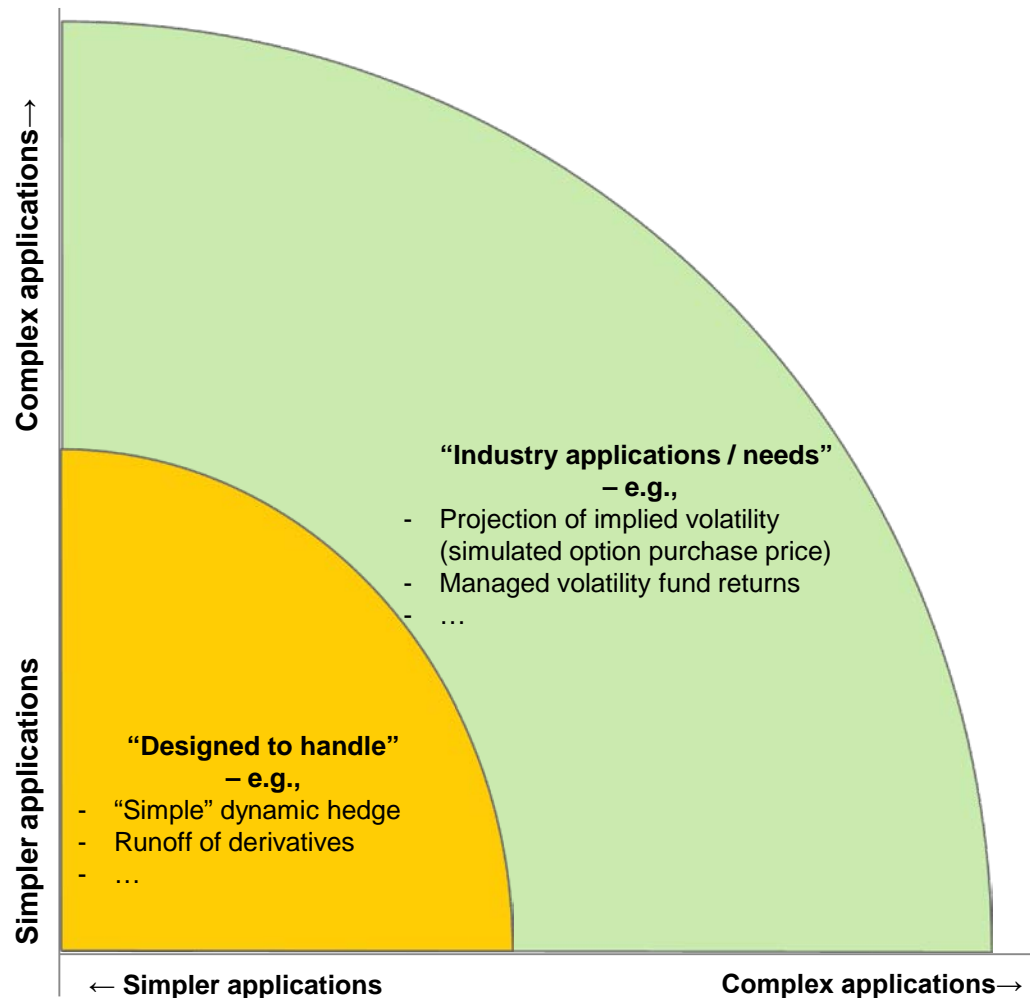 Complex applications→
“Industry applications / needs”
– e.g.,
- Projection of implied volatility
(simulated option purchase price)
- Managed volatility fund returns
- …
Simpler applications
“Designed to handle”
– e.g.,
- “Simple” dynamic hedge
- Runoff of derivatives
- …
← Simpler applications
Complex applications→